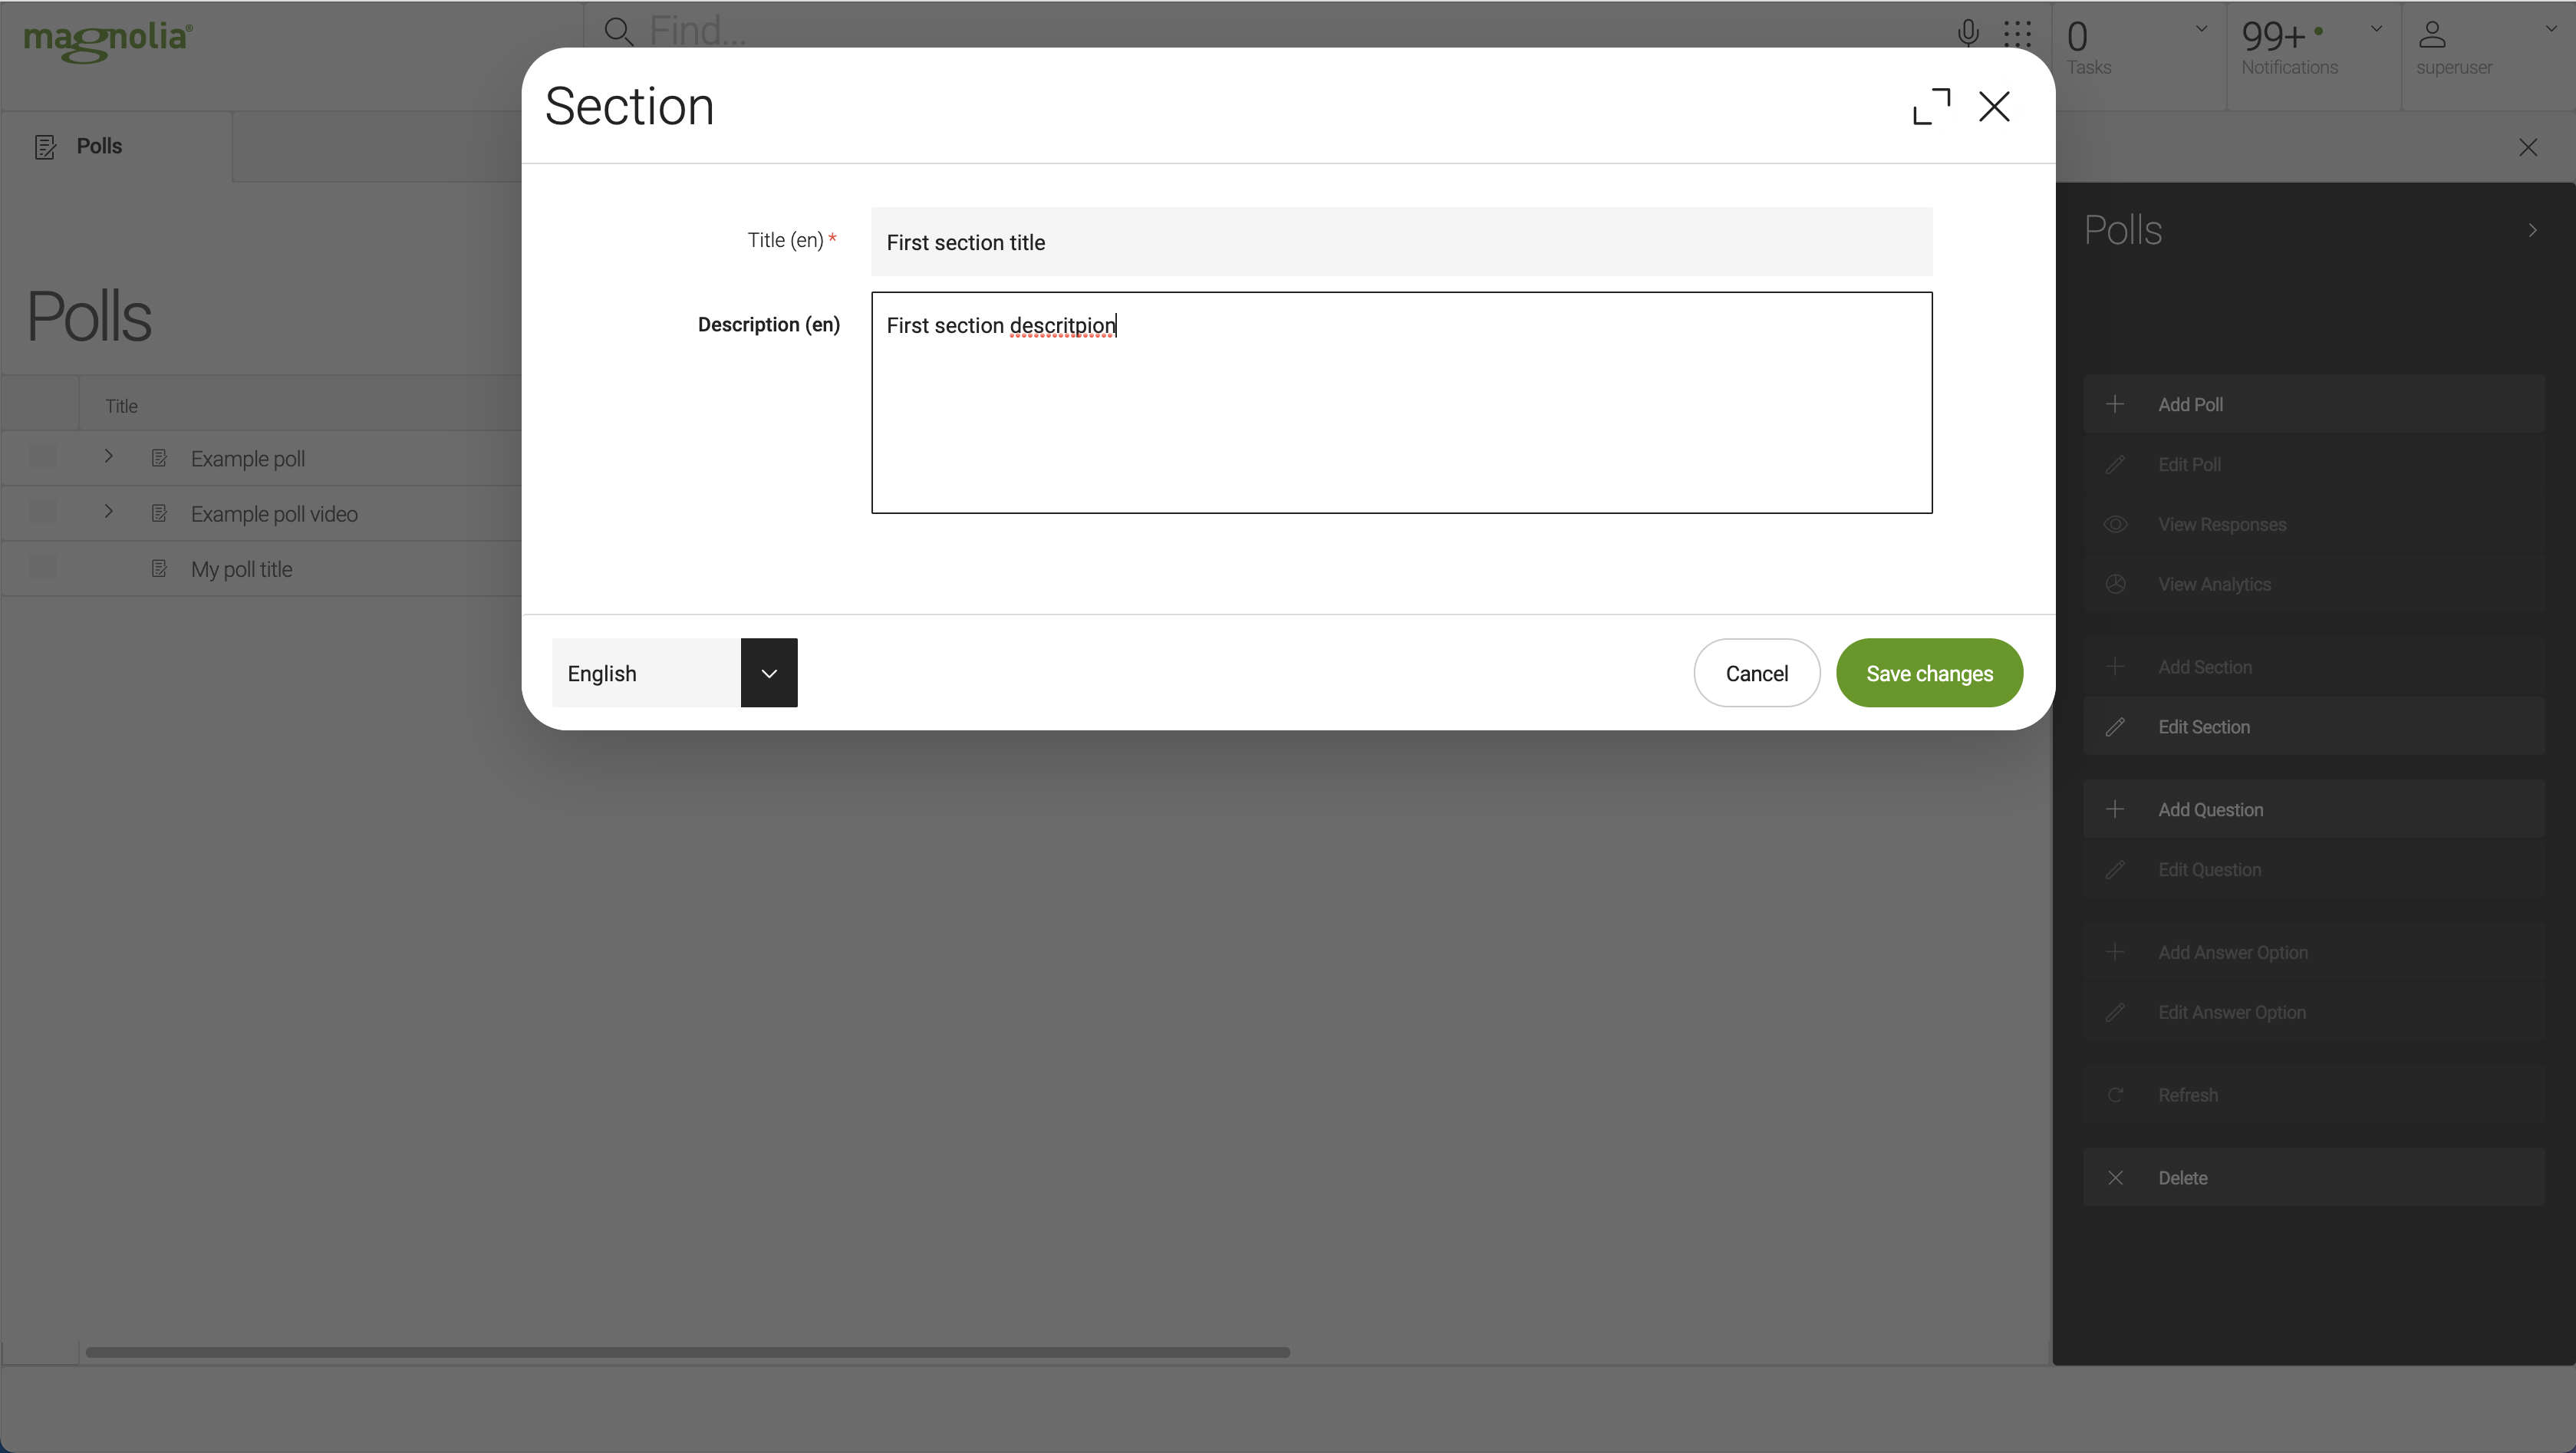 magnolia®
Find...
0
Tasks
99+
Notifications
superuser
Polls
Section
Title (en) *
First section title
Description (en)
First section descritpion
English
Cancel
Save changes
Polls
Title
Example poll
Example poll video
My poll title
Polls
Add Poll
Edit Poll
View Responses
View Analytics
Add Section
Edit Section
Add Question
Edit Question
Add Answer Option
Edit Answer Option
Refresh
Delete